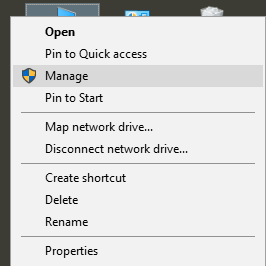 Open
Pin to Quick access
Manage
Pin to Start
Map network drive...
Disconnect network drive...
Create shortcut
Delete
Rename
Properties